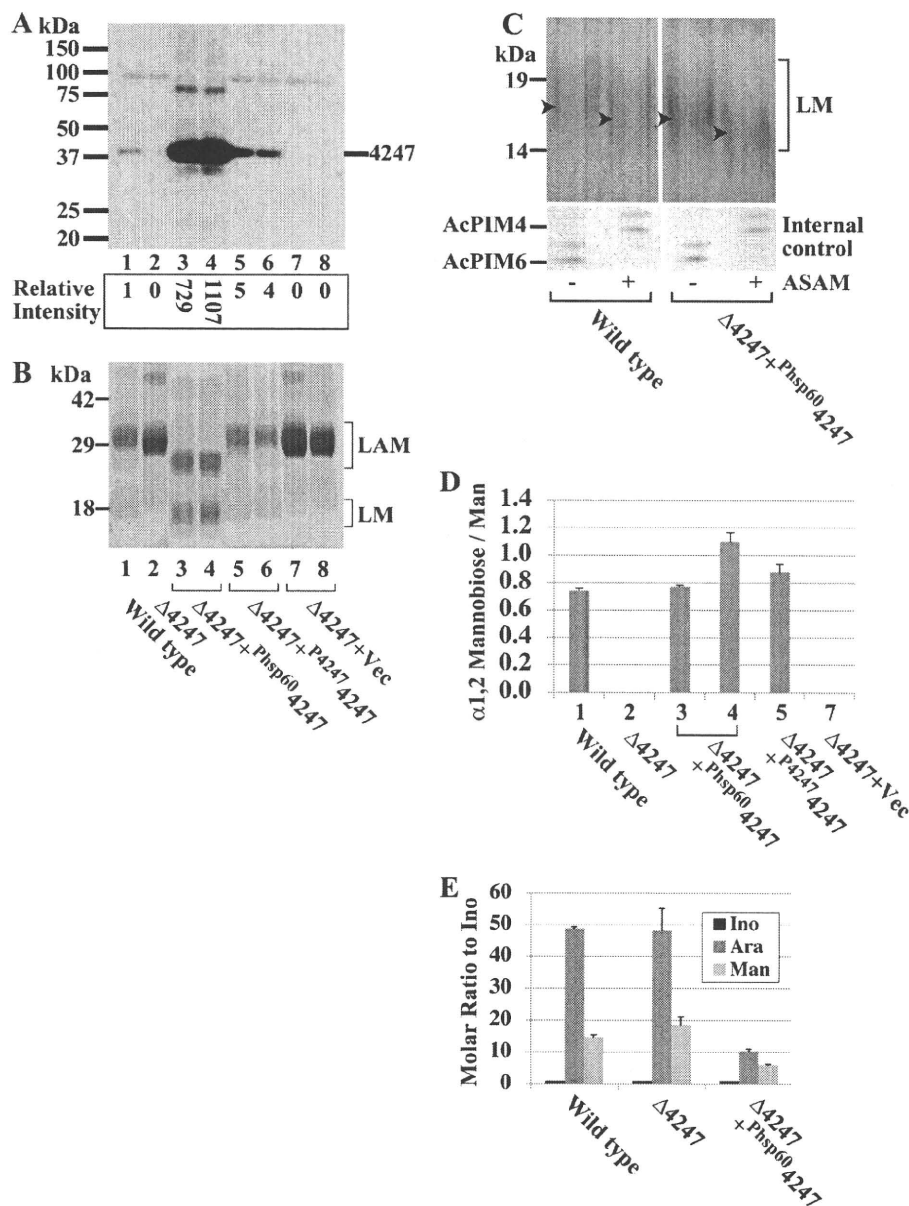 A kDa
150
100
75
50
37
25
20
4247
1 2 3 4 5 6 7 8
Relative Intensity
1 0 729 1107 5 4 0 0
B kDa
42
29
18
LAM
LM
1 2 3 4 5 6 7 8
Wild type
Δ4247
Δ4247+Phsp60 4247
Δ4247+P4247 4247
Δ4247+Vec
C
kDa
19
14
LM
AcPIM4
AcPIM6
Internal control
- + - + ASAM
Wild type
Δ4247+Phsp60 4247
D
α1,2 Mannobiose / Man
1.4
1.2
1.0
0.8
0.6
0.4
0.2
0.0
1 2 3 4 5 7
Wild type
Δ4247
Δ4247
+Phsp60 4247
Δ4247
+P4247 4247
Δ4247+Vec
E
Molar Ratio to Ino
60
50
40
30
20
10
0
Ino
Ara
Man
Wild type
Δ4247
Δ4247
+Phsp60 4247